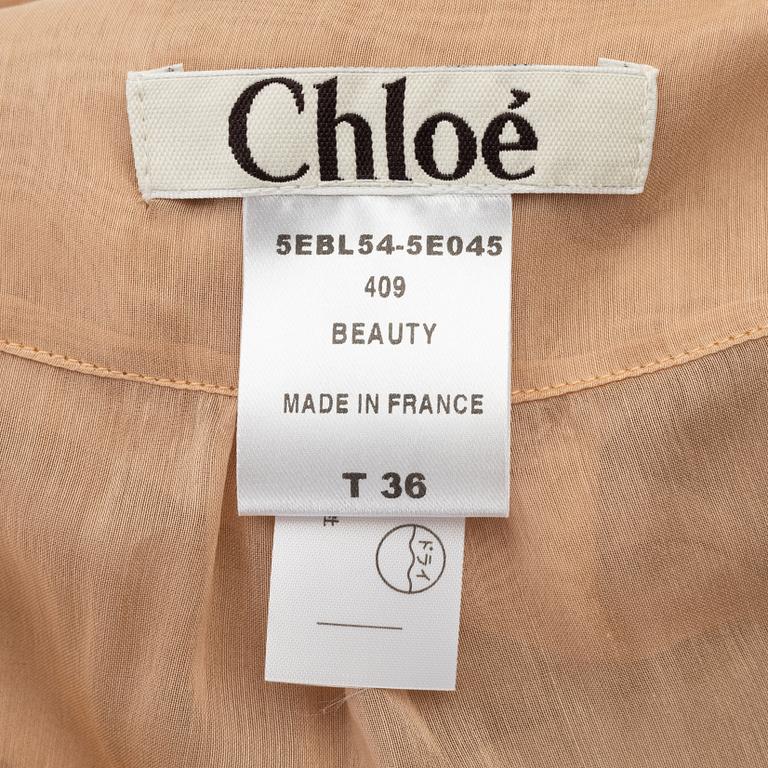 Chloé
5EBL54-5E045
409
BEAUTY
MADE IN FRANCE
T 36
ドライ